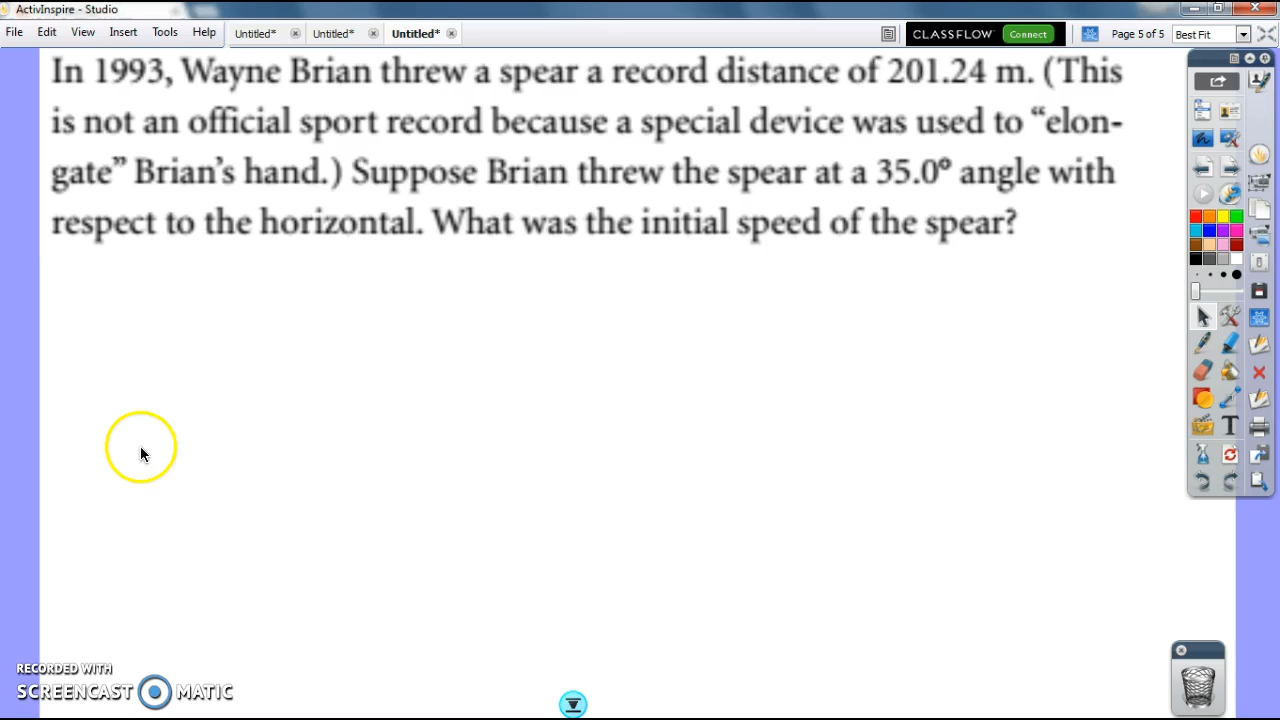 ActivInspire - Studio
File Edit View Insert Tools Help Untitled* Untitled* Untitled* CLASSFLOW Connect Page 5 of 5 Best Fit
In 1993, Wayne Brian threw a spear a record distance of 201.24 m. (This
is not an official sport record because a special device was used to “elon-
gate” Brian’s hand.) Suppose Brian threw the spear at a 35.0° angle with
respect to the horizontal. What was the initial speed of the spear?
T
RECORDED WITH
SCREENCAST MATIC